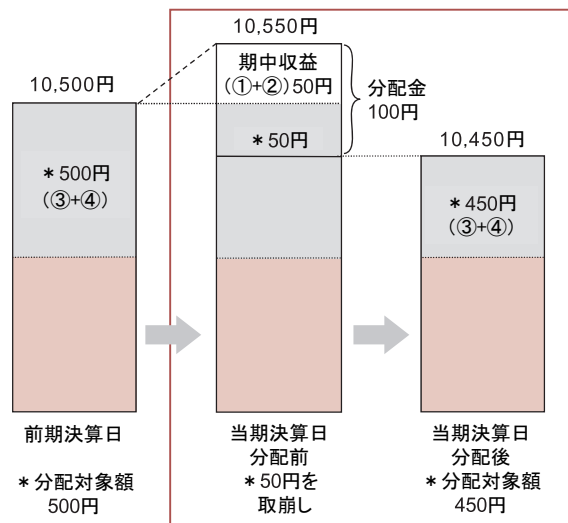 10,500円
＊500円
(③+④)
前期決算日
＊分配対象額
500円
10,550円
期中収益
(①+②)50円
＊50円
分配金
100円
当期決算日
分配前
＊50円を
取崩し
10,450円
＊450円
(③+④)
当期決算日
分配後
＊分配対象額
450円